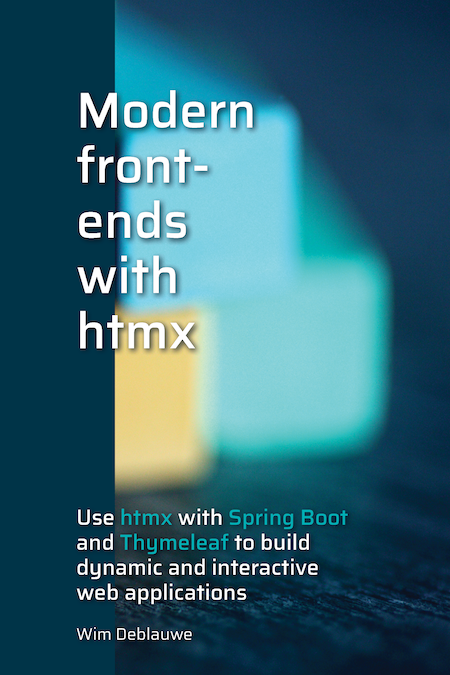 Modern
front-
ends
with
htmx
Use htmx with Spring Boot
and Thymeleaf to build
dynamic and interactive
web applications
Wim Deblauwe